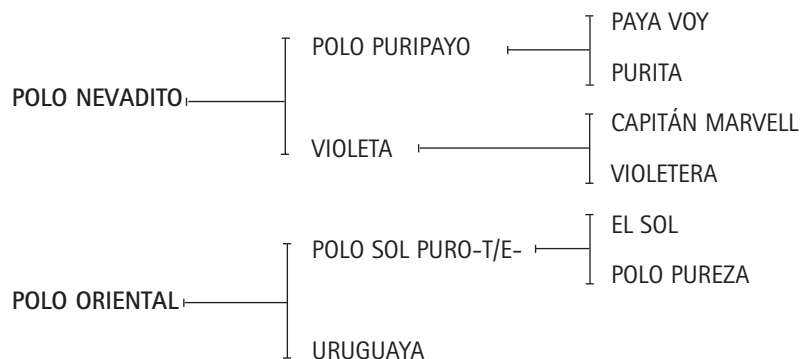 PAYA VOY
POLO PURIPAYO
PURITA
POLO NEVADITO
CAPITÁN MARVELL
VIOLETA
VIOLETERA
EL SOL
POLO SOL PURO-T/E-
POLO PUREZA
POLO ORIENTAL
URUGUAYA